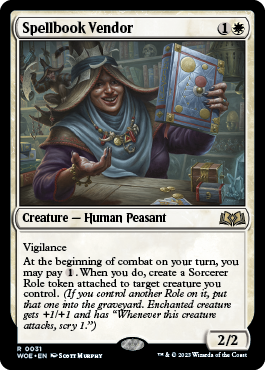 Spellbook Vendor 1
Creature — Human Peasant
Vigilance
At the beginning of combat on your turn, you
may pay 1. When you do, create a Sorcerer
Role token attached to target creature you
control. (If you control another Role on it, put
that one into the graveyard. Enchanted creature
gets +1/+1 and has “Whenever this creature
attacks, scry 1.”)
2/2
R 0031
WOE • EN SCOTT MURPHY
™ & © 2023 Wizards of the Coast